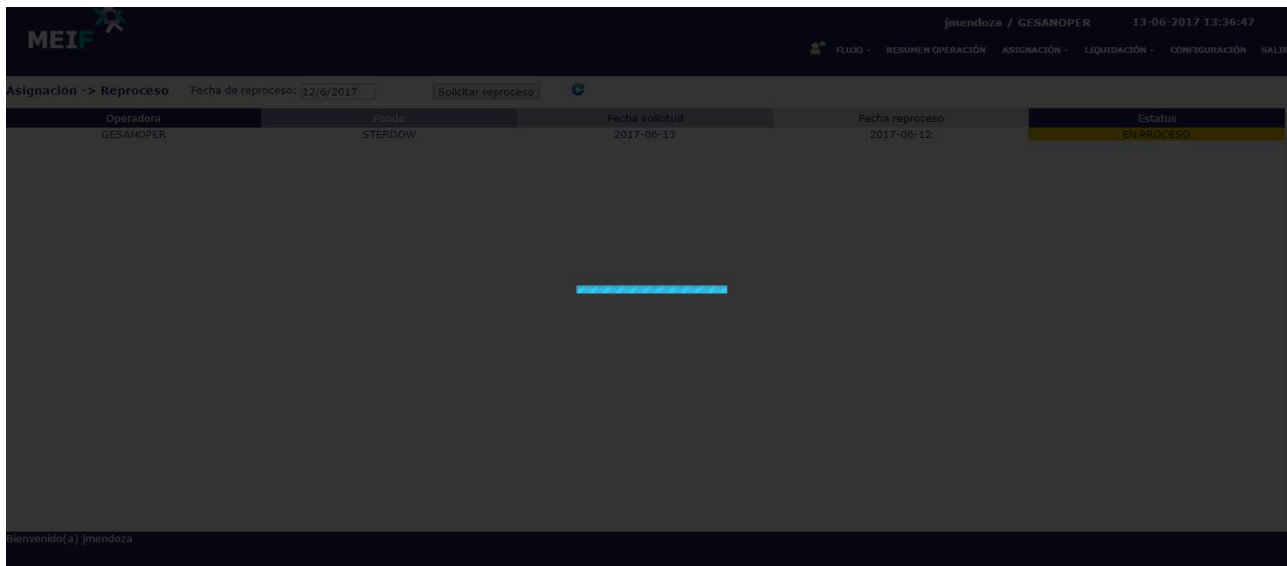 MEIF
jmendoza / GESANOPER 13-06-2017 13:36:47
FLUJO - RESUMEN OPERACIÓN ASIGNACIÓN - LIQUIDACIÓN - CONFIGURACIÓN SALIR
Asignación -> Reproceso Fecha de reproceso: 12/6/2017 Solicitar reproceso
Operadora Fondo Fecha solicitud Fecha reproceso Estatus
GESANOPER STERDOW 2017-06-13 2017-06-12 EN PROCESO
Bienvenido(a) jmendoza